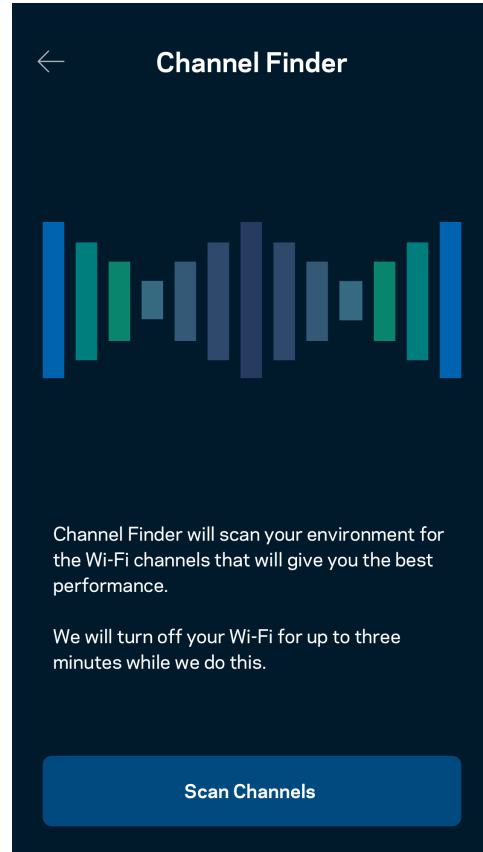 Channel Finder
Channel Finder will scan your environment for
the Wi-Fi channels that will give you the best
performance.
We will turn off your Wi-Fi for up to three
minutes while we do this.
Scan Channels